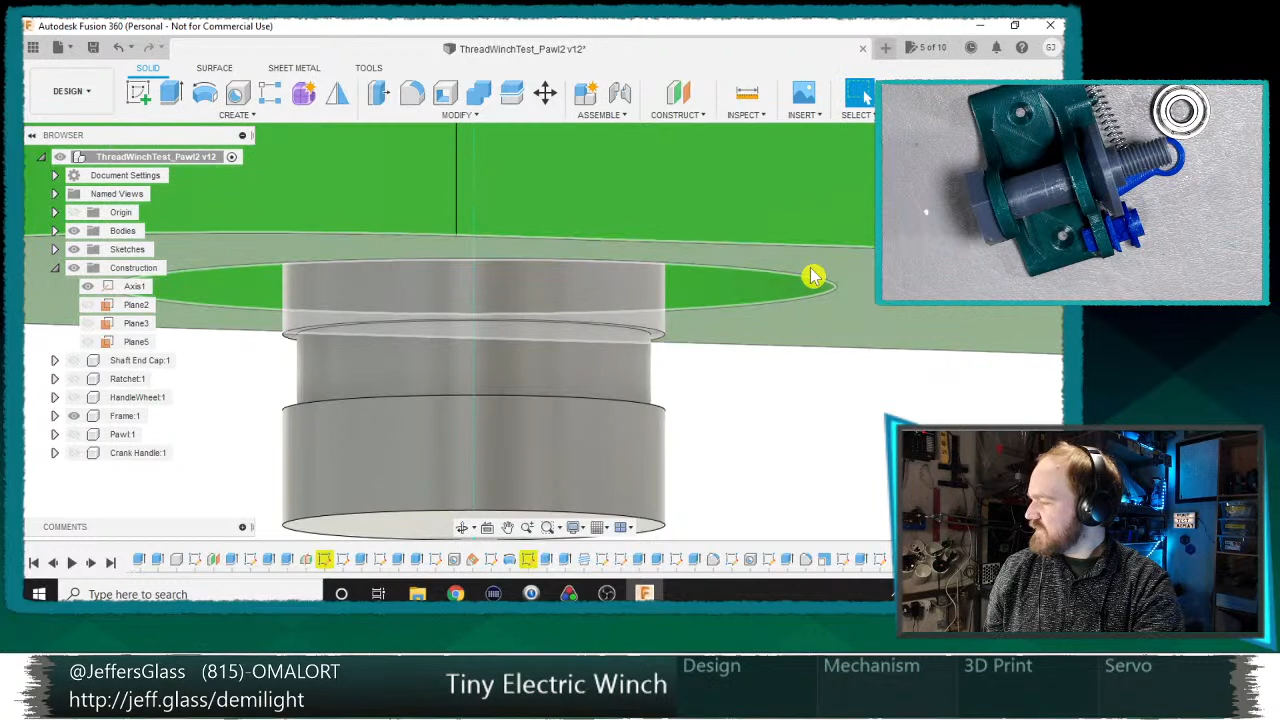 Autodesk Fusion 360 (Personal - Not for Commercial Use)
ThreadWinchTest_Pawl2 v12*
5 of 10
GJ
DESIGN
SOLID SURFACE SHEET METAL TOOLS
CREATE MODIFY ASSEMBLE CONSTRUCT INSPECT INSERT SELECT
BROWSER
ThreadWinchTest_Pawl2 v12
Document Settings
Named Views
Origin
Bodies
Sketches
Construction
Axis1
Plane2
Plane3
Plane5
Shaft End Cap:1
Ratchet:1
HandleWheel:1
Frame:1
Pawl:1
Crank Handle:1
COMMENTS
Type here to search
@JeffersGlass (815)-OMALORT
http://jeff.glass/demilight
Tiny Electric Winch
Design Mechanism 3D Print Servo